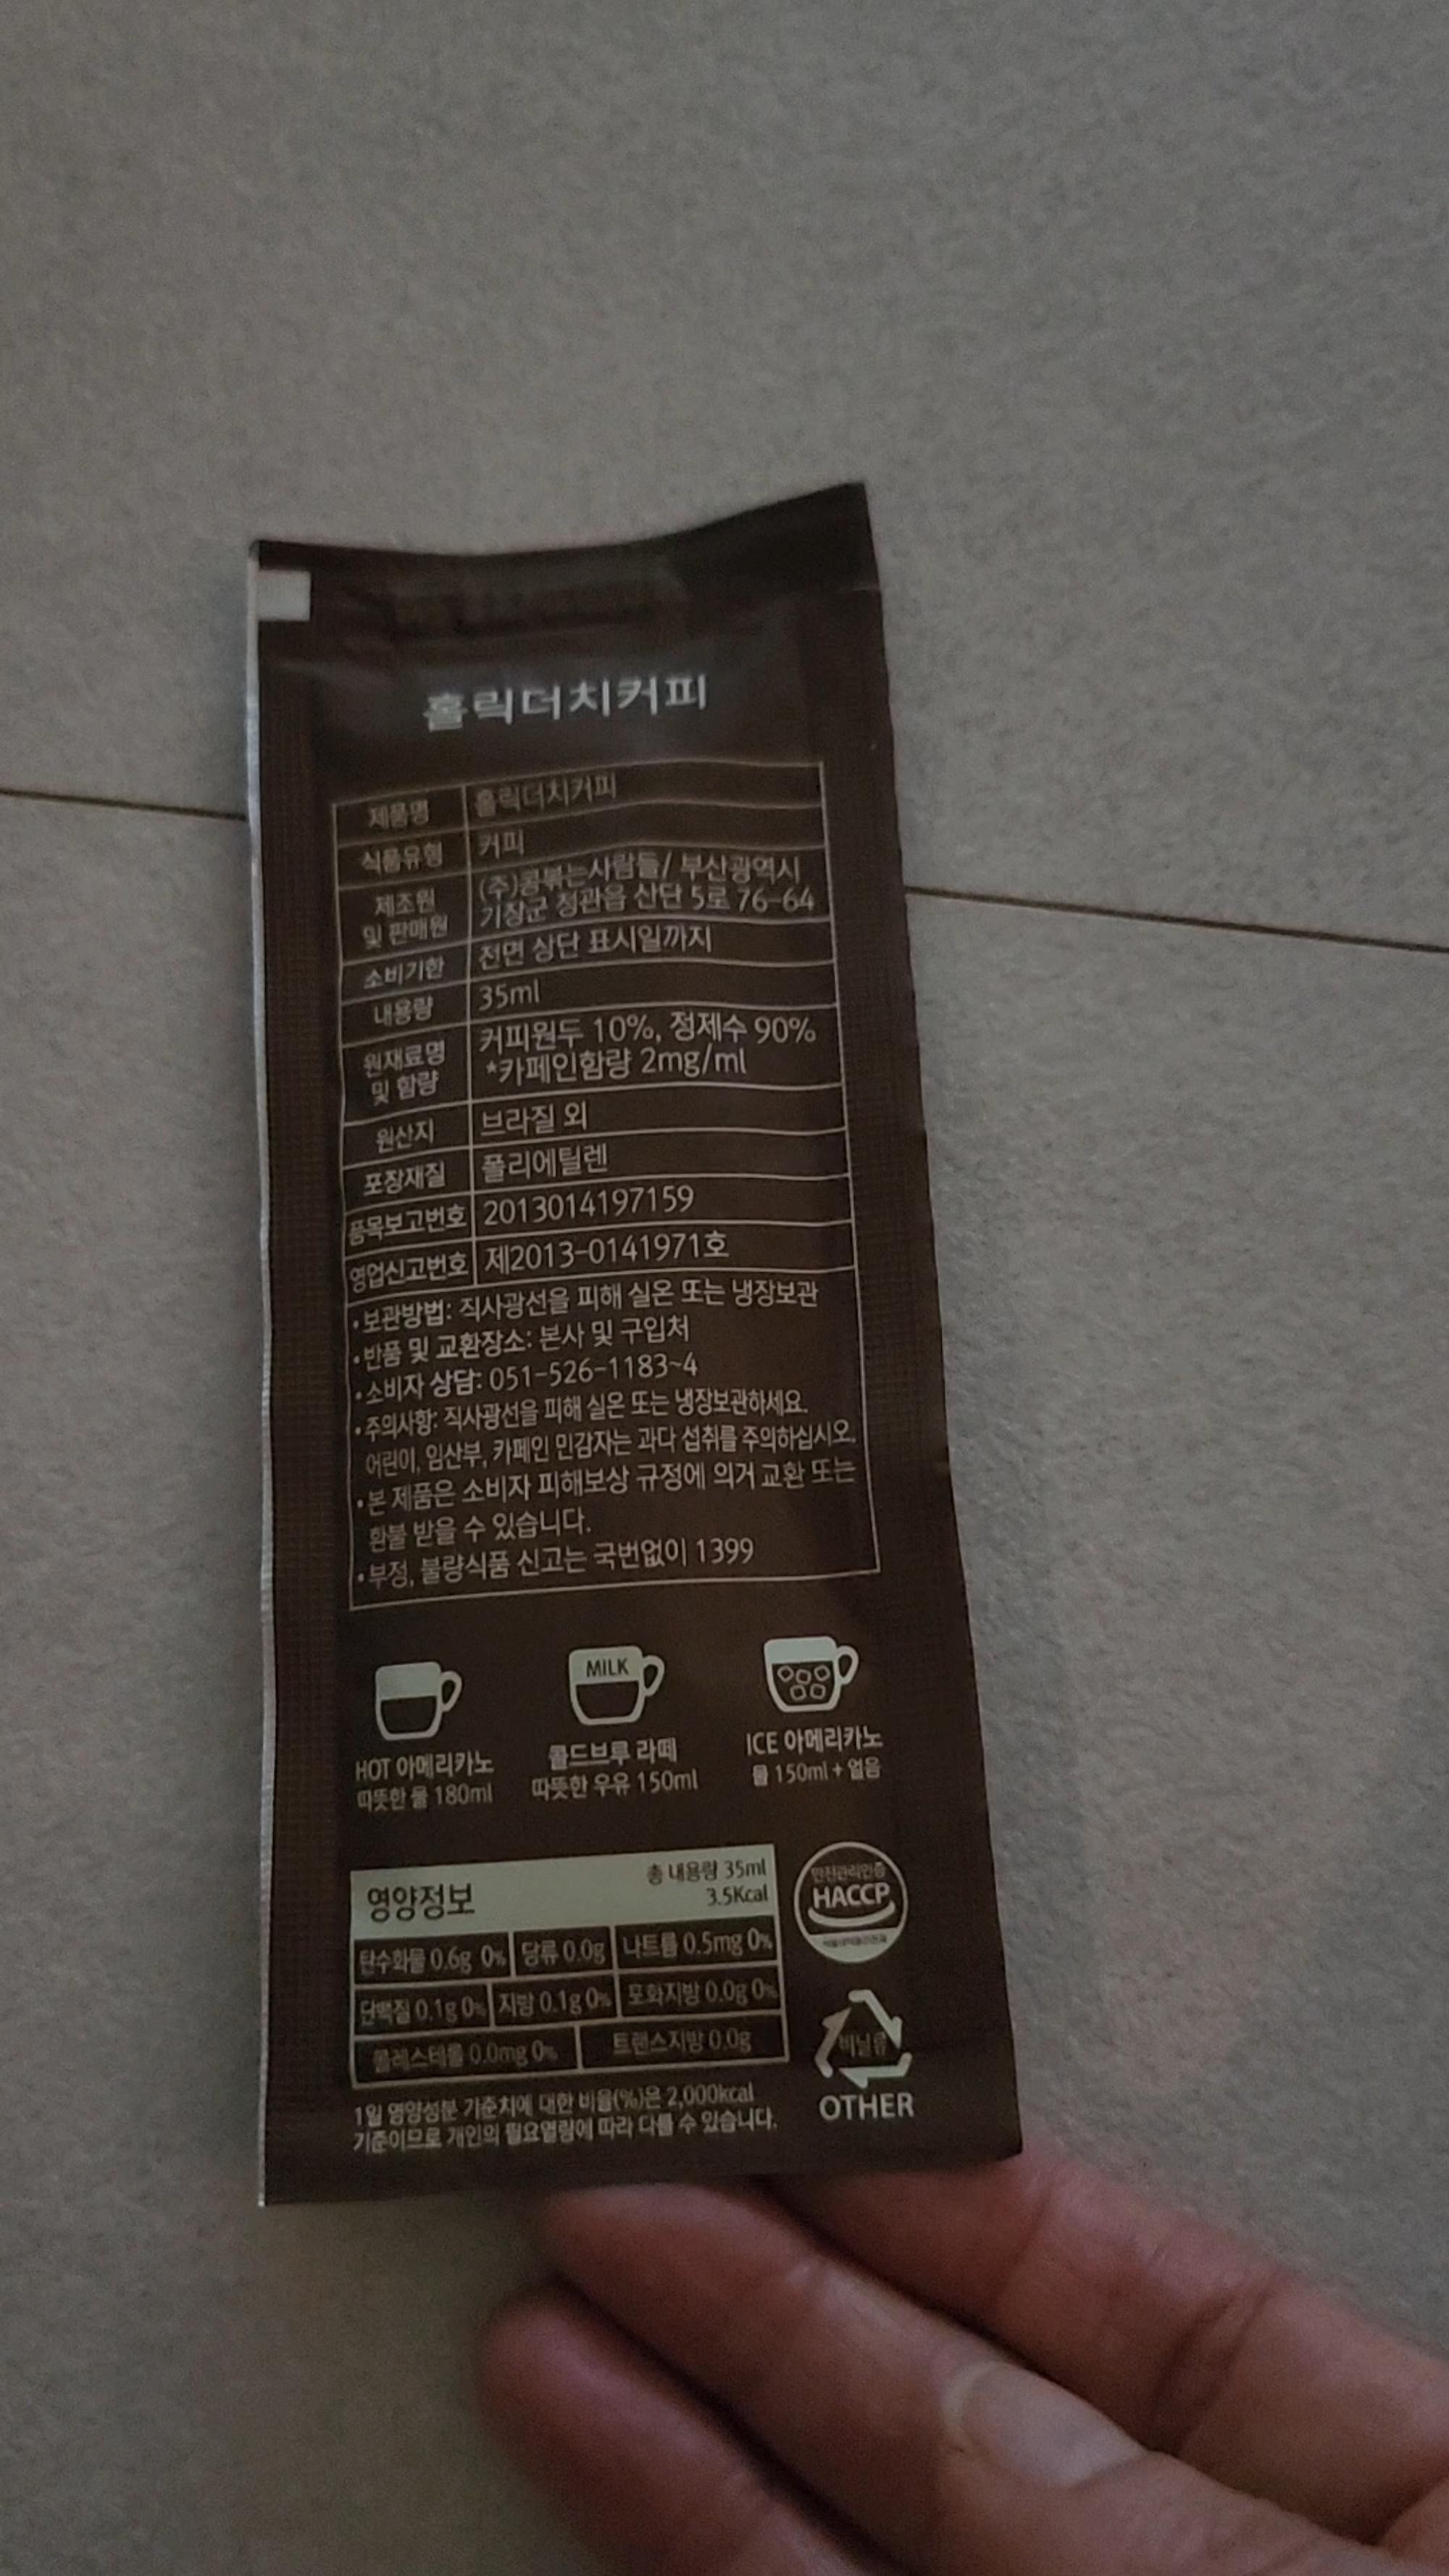 홀릭더치커피
제품명 홀릭더치커피
식품유형 커피
제조원 및 판매원 (주)콩볶는사람들/ 부산광역시
기장군 정관읍 산단 5로 76-64
소비기한 전면 상단 표시일까지
내용량 35ml
원재료명 및 함량 커피원두 10%, 정제수 90%
*카페인함량 2mg/ml
원산지 브라질 외
포장재질 폴리에틸렌
품목보고번호 2013014197159
영업신고번호 제2013-0141971호
•보관방법: 직사광선을 피해 실온 또는 냉장보관
•반품 및 교환장소: 본사 및 구입처
•소비자 상담: 051-526-1183~4
•주의사항: 직사광선을 피해 실온 또는 냉장보관하세요.
어린이, 임산부, 카페인 민감자는 과다 섭취를 주의하십시오.
•본 제품은 소비자 피해보상 규정에 의거 교환 또는
환불 받을 수 있습니다.
•부정, 불량식품 신고는 국번없이 1399
MILK
HOT 아메리카노
따뜻한 물 180ml
콜드브루 라떼
따뜻한 우유 150ml
ICE 아메리카노
물 150ml + 얼음
영양정보
총 내용량 35ml
3.5Kcal
탄수화물 0.6g 0% 당류 0.0g 나트륨 0.5mg 0%
단백질 0.1g 0% 지방 0.1g 0% 포화지방 0.0g 0%
콜레스테롤 0.0mg 0% 트랜스지방 0.0g
1일 영양성분 기준치에 대한 비율(%)은 2,000kcal
기준이므로 개인의 필요열량에 따라 다를 수 있습니다.
안전관리인증
HACCP
비닐류
OTHER